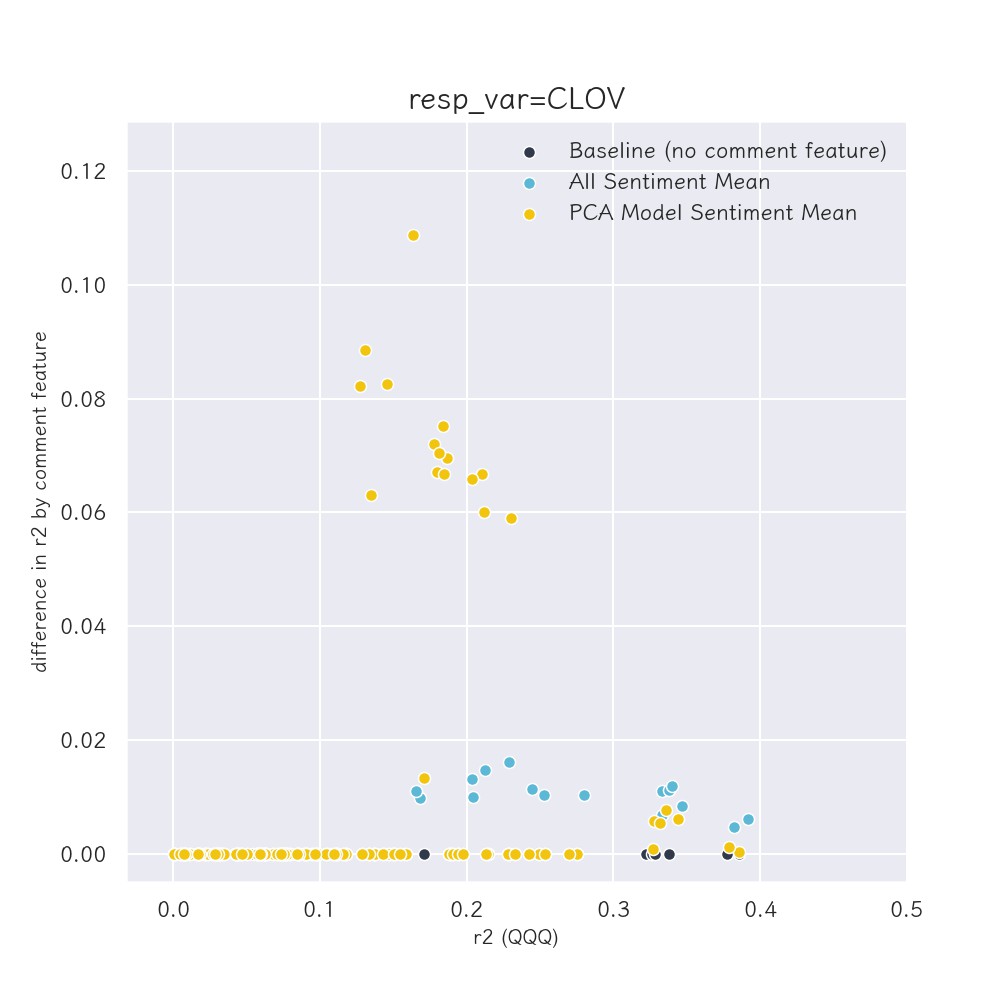 resp_var=CLOV
Baseline (no comment feature)
All Sentiment Mean
PCA Model Sentiment Mean
0.12
0.10
0.08
0.06
0.04
0.02
0.00
difference in r2 by comment feature
0.0 0.1 0.2 0.3 0.4 0.5
r2 (QQQ)